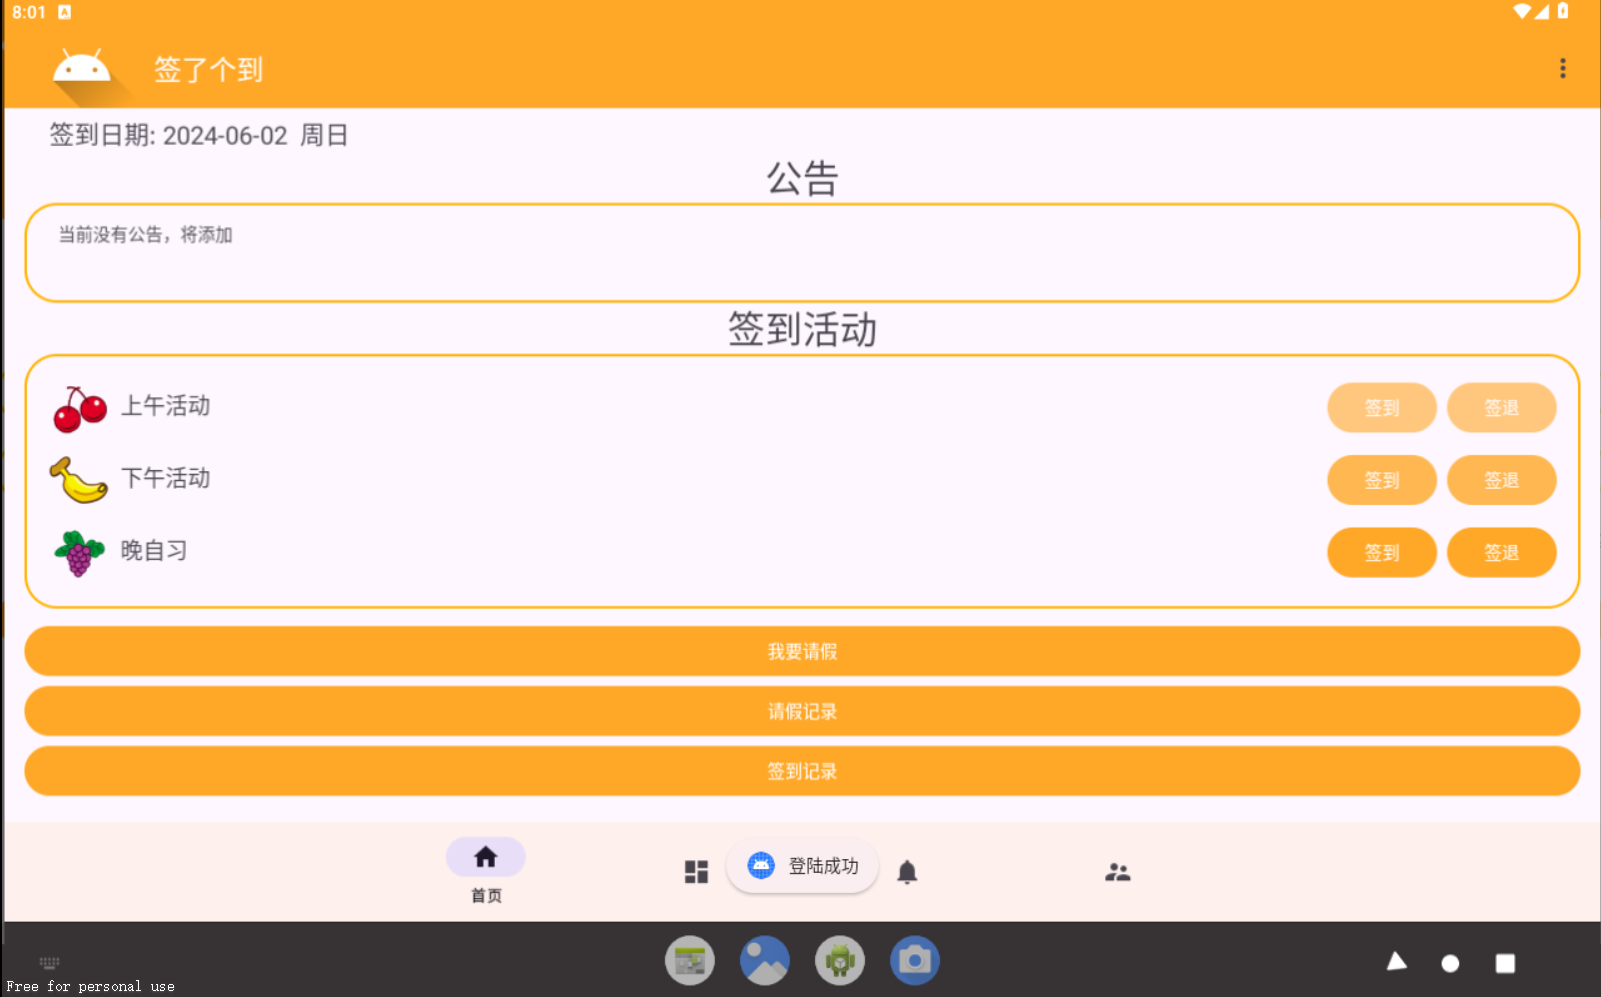 8:01
签了个到
签到日期: 2024-06-02 周日
公告
当前没有公告，将添加
签到活动
上午活动 签到 签退
下午活动 签到 签退
晚自习 签到 签退
我要请假
请假记录
签到记录
登陆成功
首页
Free for personal use